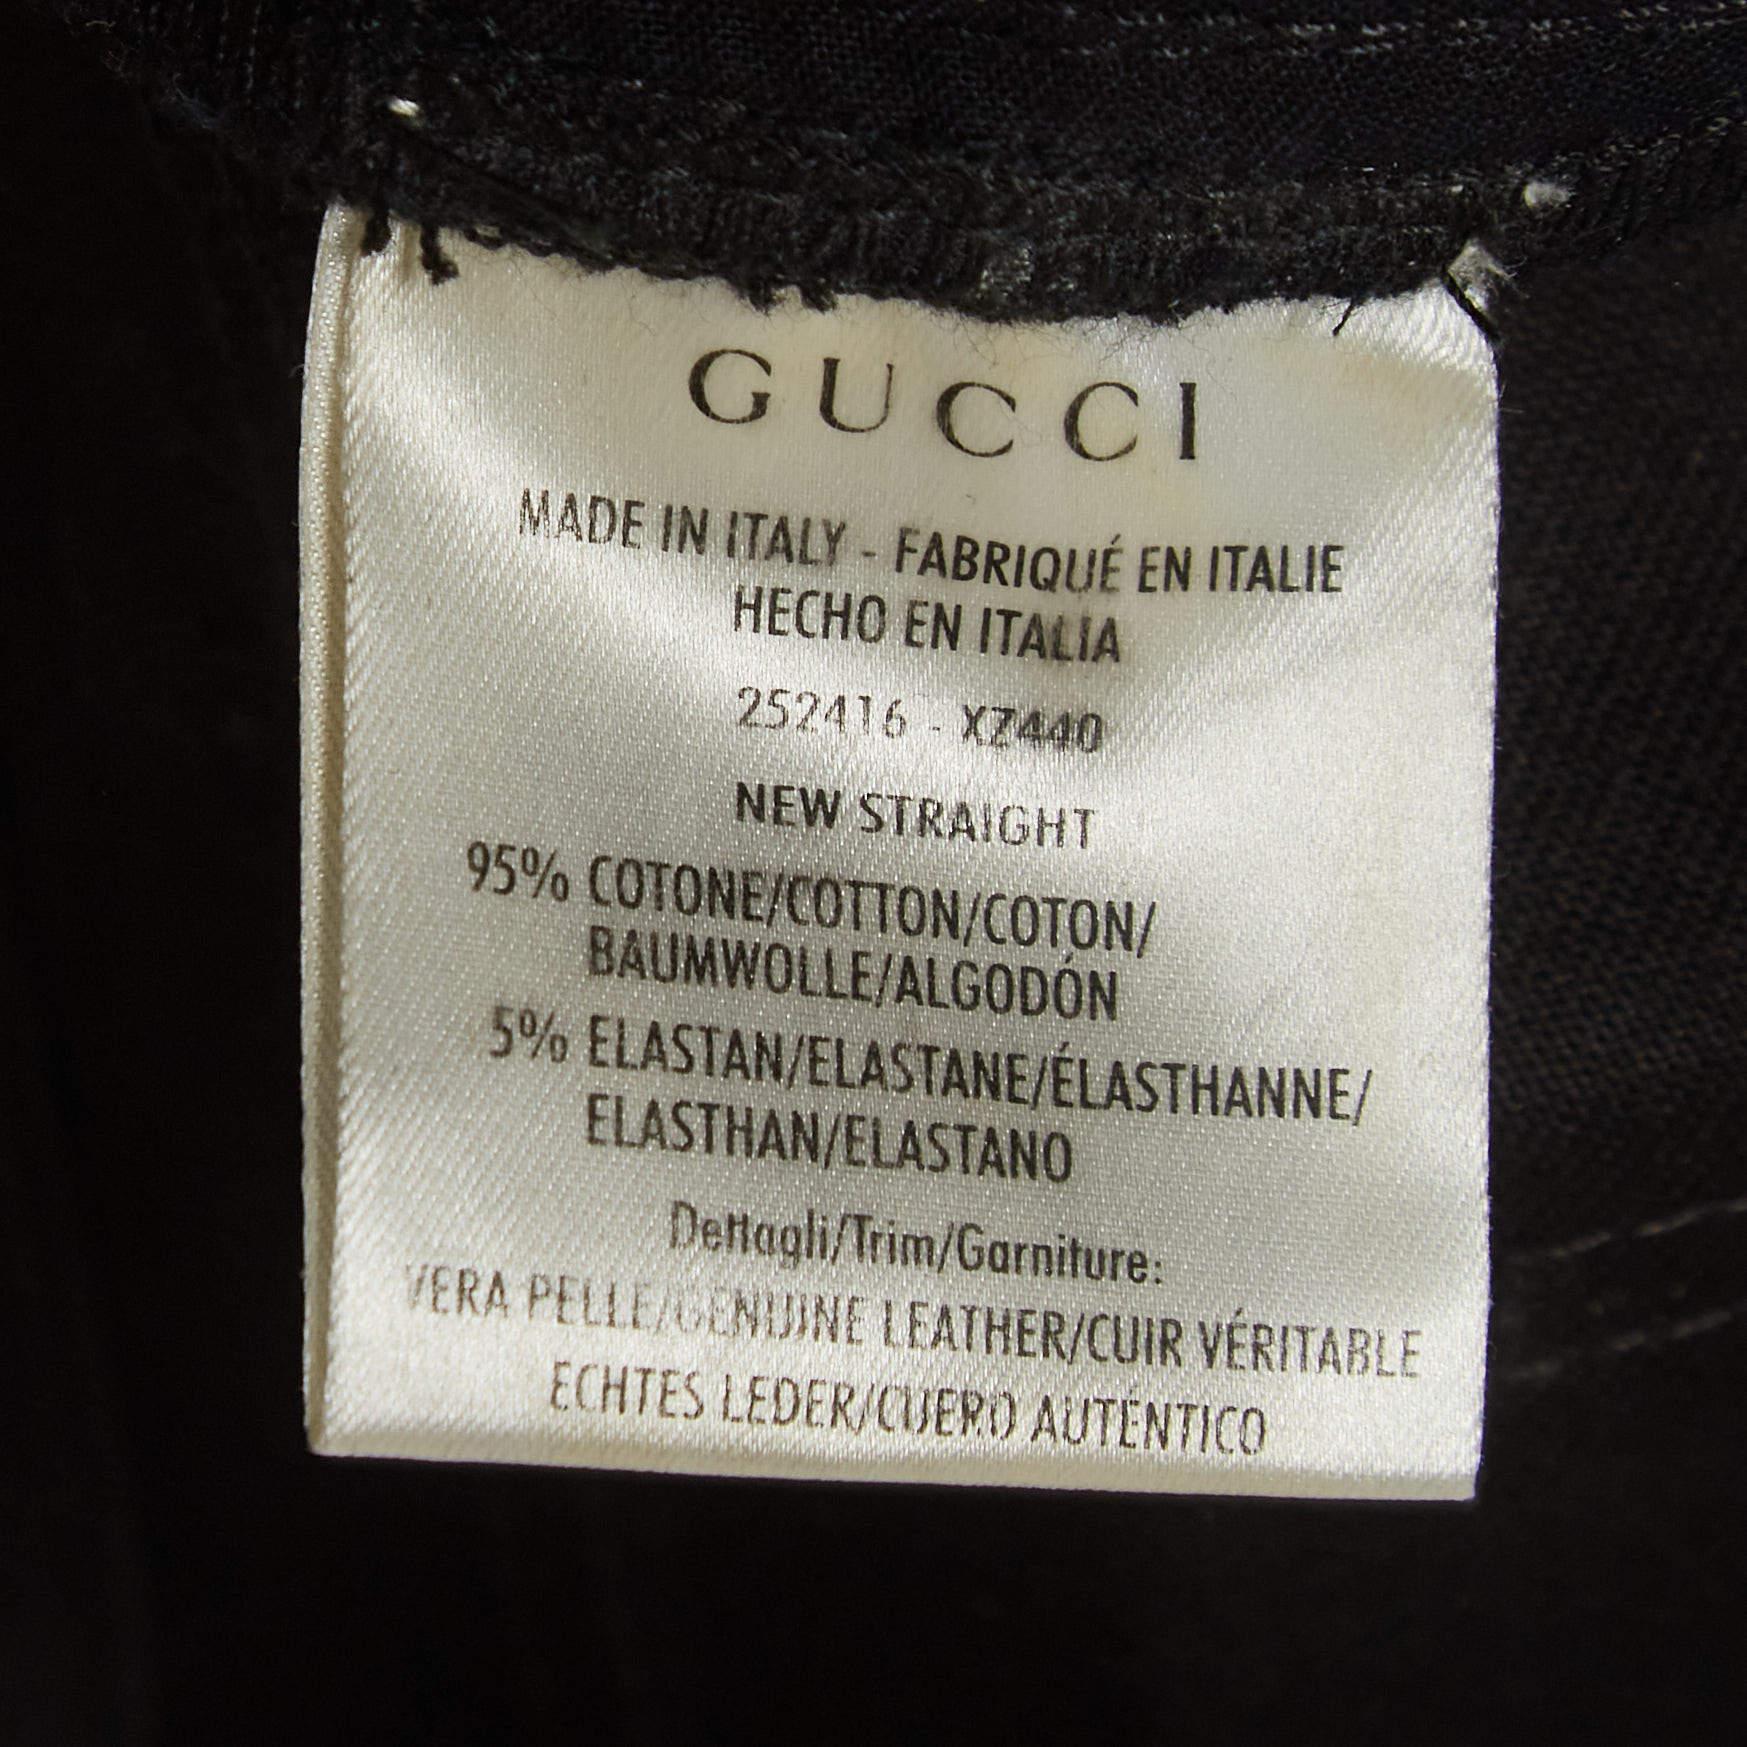 GUCCI
MADE IN ITALY - FABRIQUÉ EN ITALIE
HECHO EN ITALIA
252416 - XZ440
NEW STRAIGHT
95% COTONE/COTTON/COTON/
BAUMWOLLE/ALGODÓN
5% ELASTAN/ELASTANE/ÉLASTHANNE/
ELASTHAN/ELASTANO
Dettagli/Trim/Garniture:
VERA PELLE/GENUINE LEATHER/CUIR VÉRITABLE
ECHTES LEDER/CUERO AUTÉNTICO